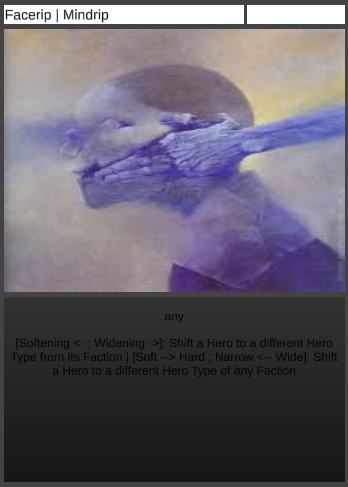 Facerip | Mindrip
any
[Softening <- ; Widening ->]: Shift a Hero to a different Hero
Type from its Faction | [Soft --> Hard ; Narrow <-- Wide]: Shift
a Hero to a different Hero Type of any Faction